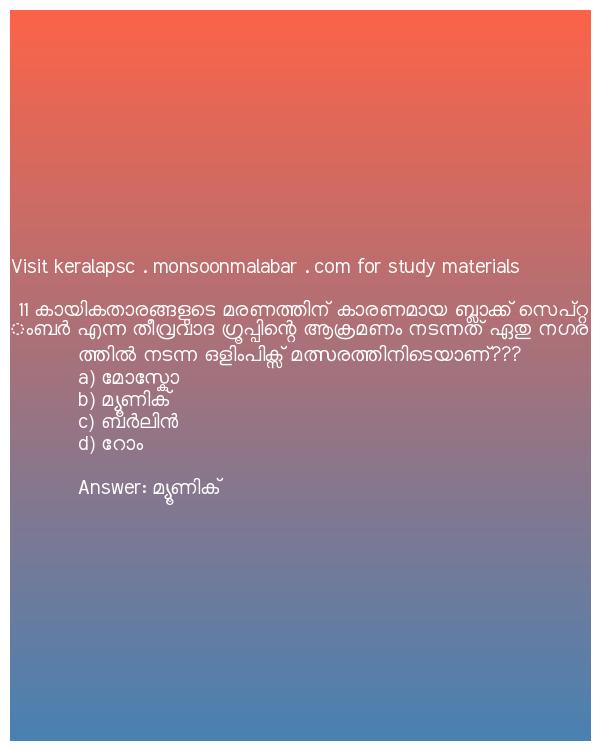 Visit keralapsc . monsoonmalabar . com for study materials
11 കായികതാരങ്ങളുടെ മരണത്തിന് കാരണമായ ബ്ലാക്ക് സെപ്റ്റ
ംബർ എന്ന തീവ്രവാദ ഗ്രൂപ്പിന്റെ ആക്രമണം നടന്നത് ഏതു നഗര
ത്തിൽ നടന്ന ഒളിംപിക്സ് മത്സരത്തിനിടെയാണ്???
a) മോസ്കോ
b) മ്യൂണിക്
c) ബർലിൻ
d) റോം
Answer: മ്യൂണിക്